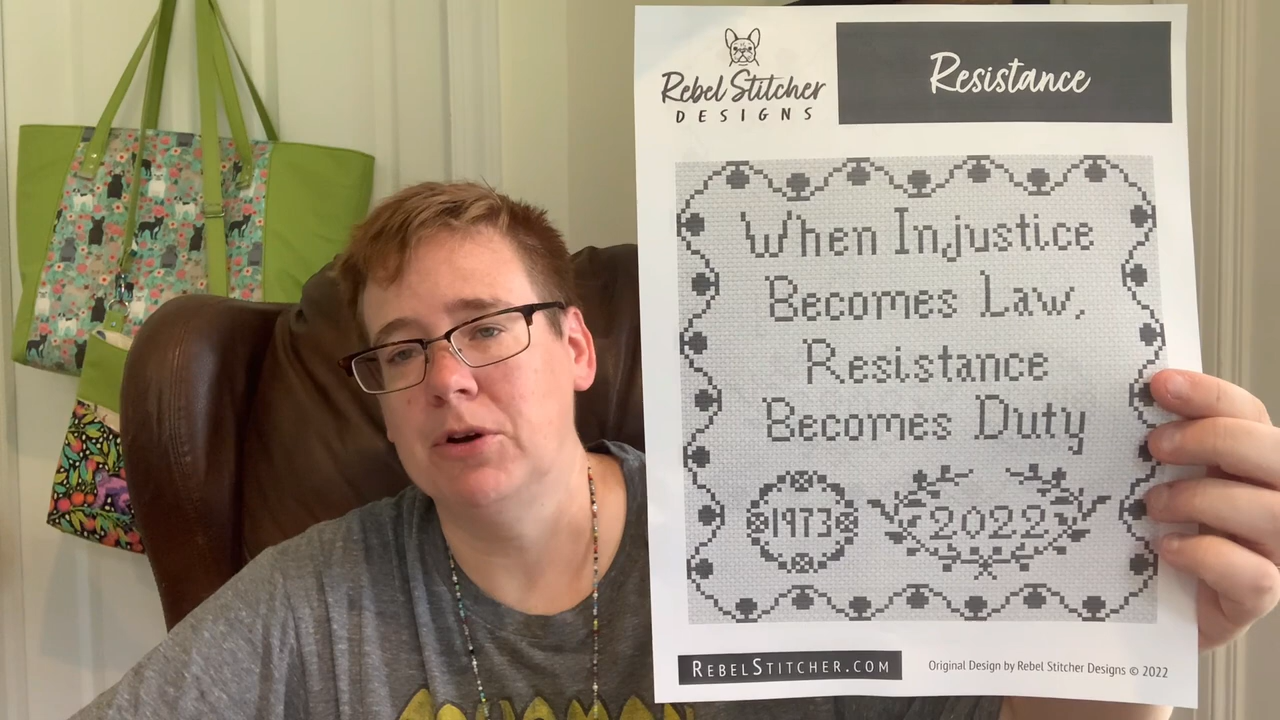 Rebel Stitcher
DESIGNS
Resistance
When Injustice
Becomes Law,
Resistance
Becomes Duty
1973
2022
REBELSTITCHER.COM
Original Design by Rebel Stitcher Designs © 2022